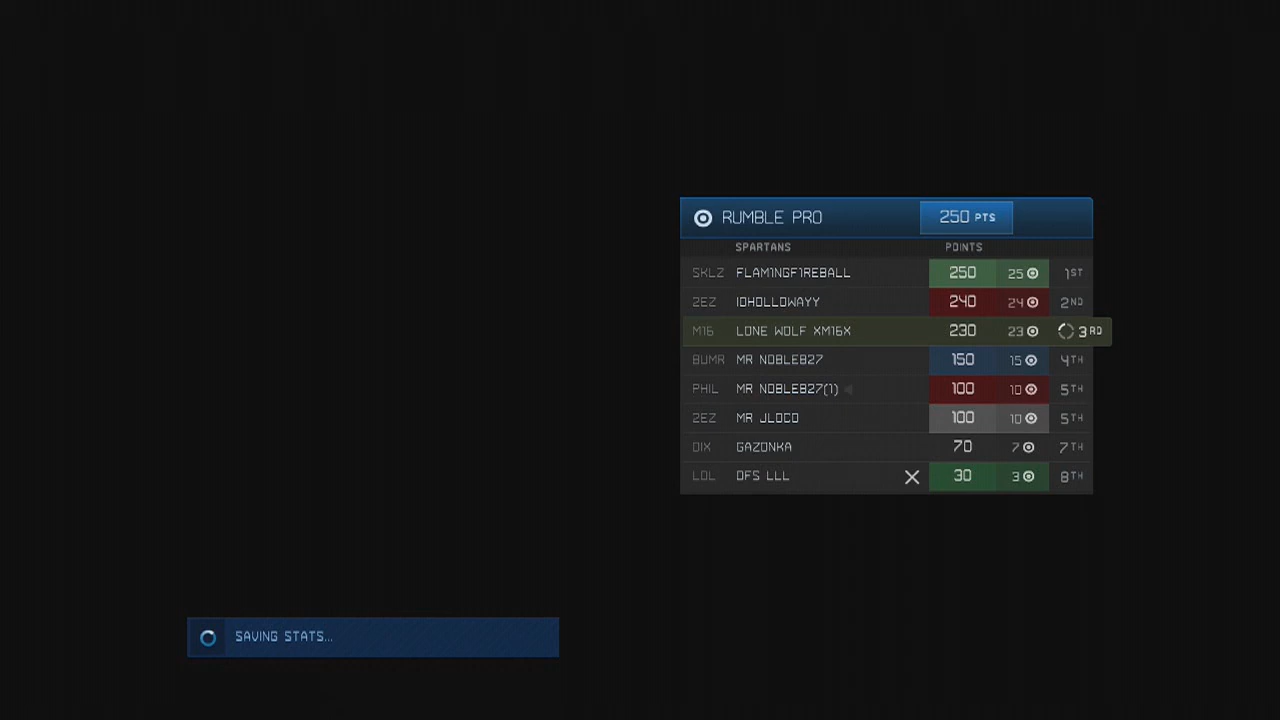 RUMBLE PRO 250 PTS
SPARTANS POINTS
SKLZ FLAM1NGF1REBALL 250 25 1ST
2EZ IDHOLLOWAYY 240 24 2ND
M16 LONE WOLF XM16X 230 23 3RD
BUMR MR NOBLE827 150 15 4TH
PHIL MR NOBLE827(1) 100 10 5TH
2EZ MR JLOCO 100 10 5TH
DIX GAZONKA 70 7 7TH
LOL OFS LLL 30 3 8TH
SAVING STATS...